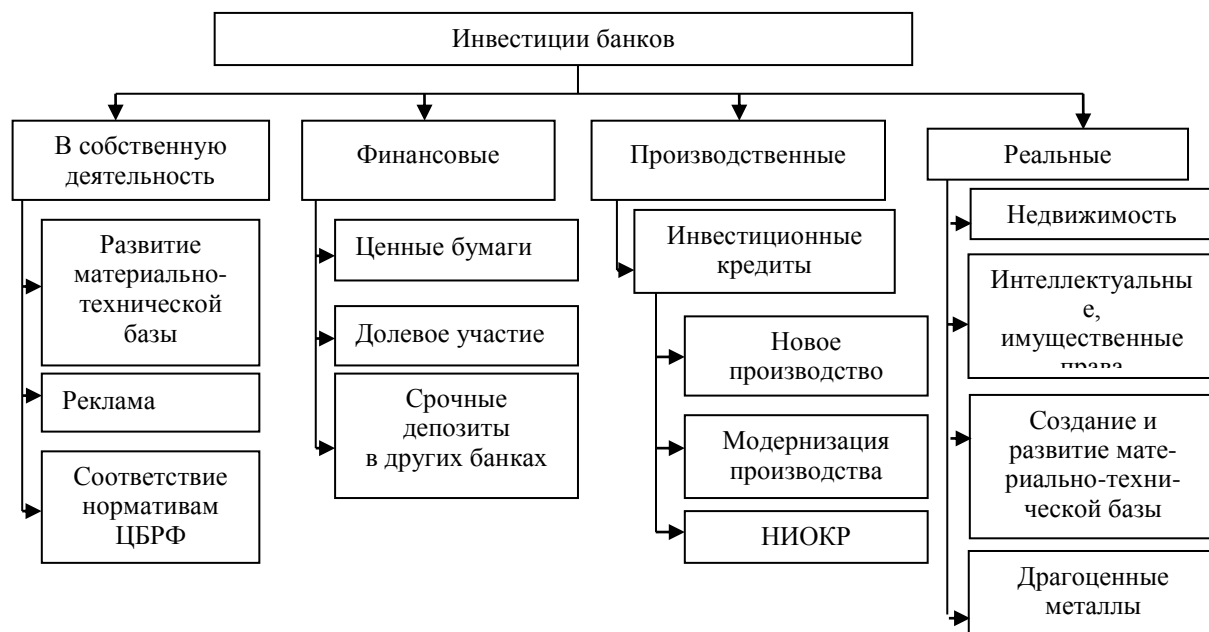 Инвестиции банков
В собственную
деятельность
Развитие
материально-
технической
базы
Реклама
Соответствие
нормативам
ЦБРФ
Финансовые
Ценные бумаги
Долевое участие
Срочные
депозиты
в других банках
Производственные
Инвестиционные
кредиты
Новое
производство
Модернизация
производства
НИОКР
Реальные
Недвижимость
Интеллектуальны
е,
имущественные
права
Создание и
развитие мате-
риально-техни-
ческой базы
Драгоценные
металлы